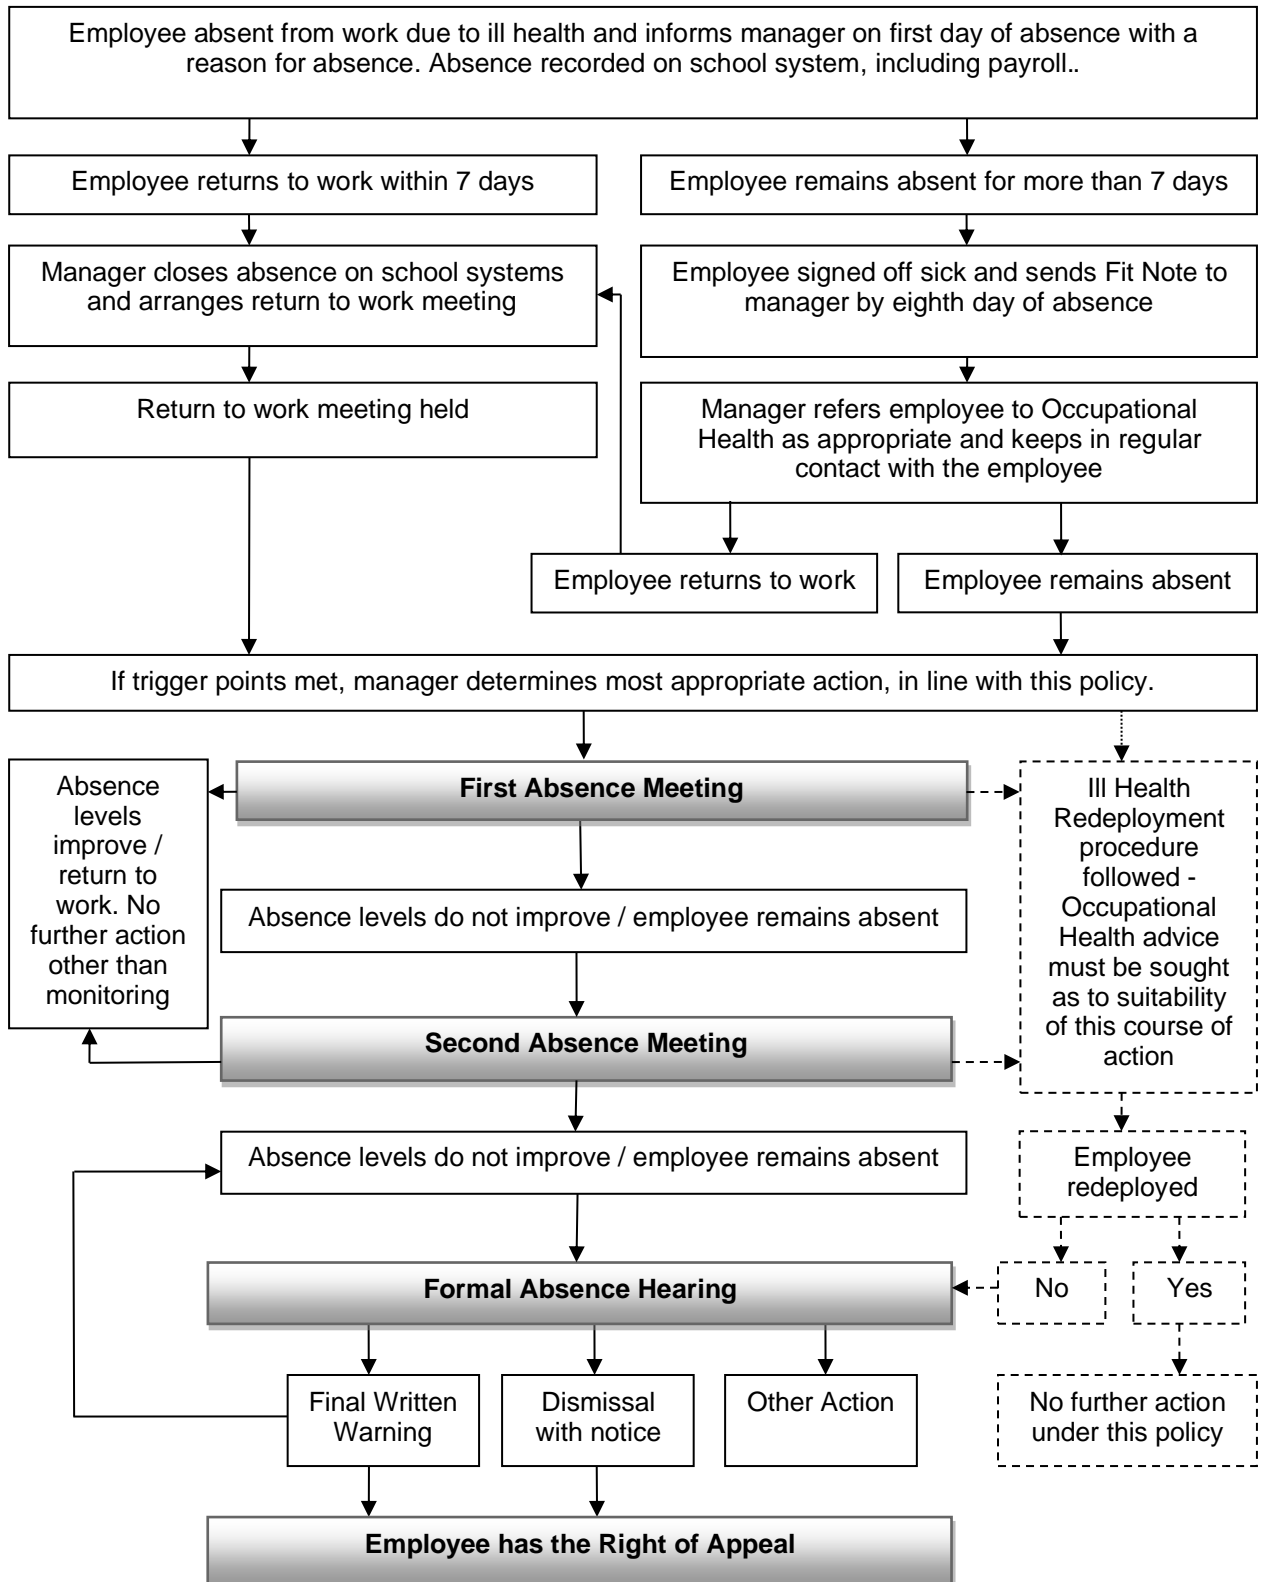 Employee absent from work due to ill health and informs manager on first day of absence with a
reason for absence. Absence recorded on school system, including payroll..
Employee returns to work within 7 days
Employee remains absent for more than 7 days
Manager closes absence on school systems
and arranges return to work meeting
Employee signed off sick and sends Fit Note to
manager by eighth day of absence
Return to work meeting held
Manager refers employee to Occupational
Health as appropriate and keeps in regular
contact with the employee
Employee returns to work
Employee remains absent
If trigger points met, manager determines most appropriate action, in line with this policy.
Absence
levels
improve /
return to
work. No
further action
other than
monitoring
First Absence Meeting
Ill Health
Redeployment
procedure
followed -
Occupational
Health advice
must be sought
as to suitability
of this course of
action
Absence levels do not improve / employee remains absent
Second Absence Meeting
Absence levels do not improve / employee remains absent
Employee
redeployed
Formal Absence Hearing
No
Yes
Final Written
Warning
Dismissal
with notice
Other Action
No further action
under this policy
Employee has the Right of Appeal